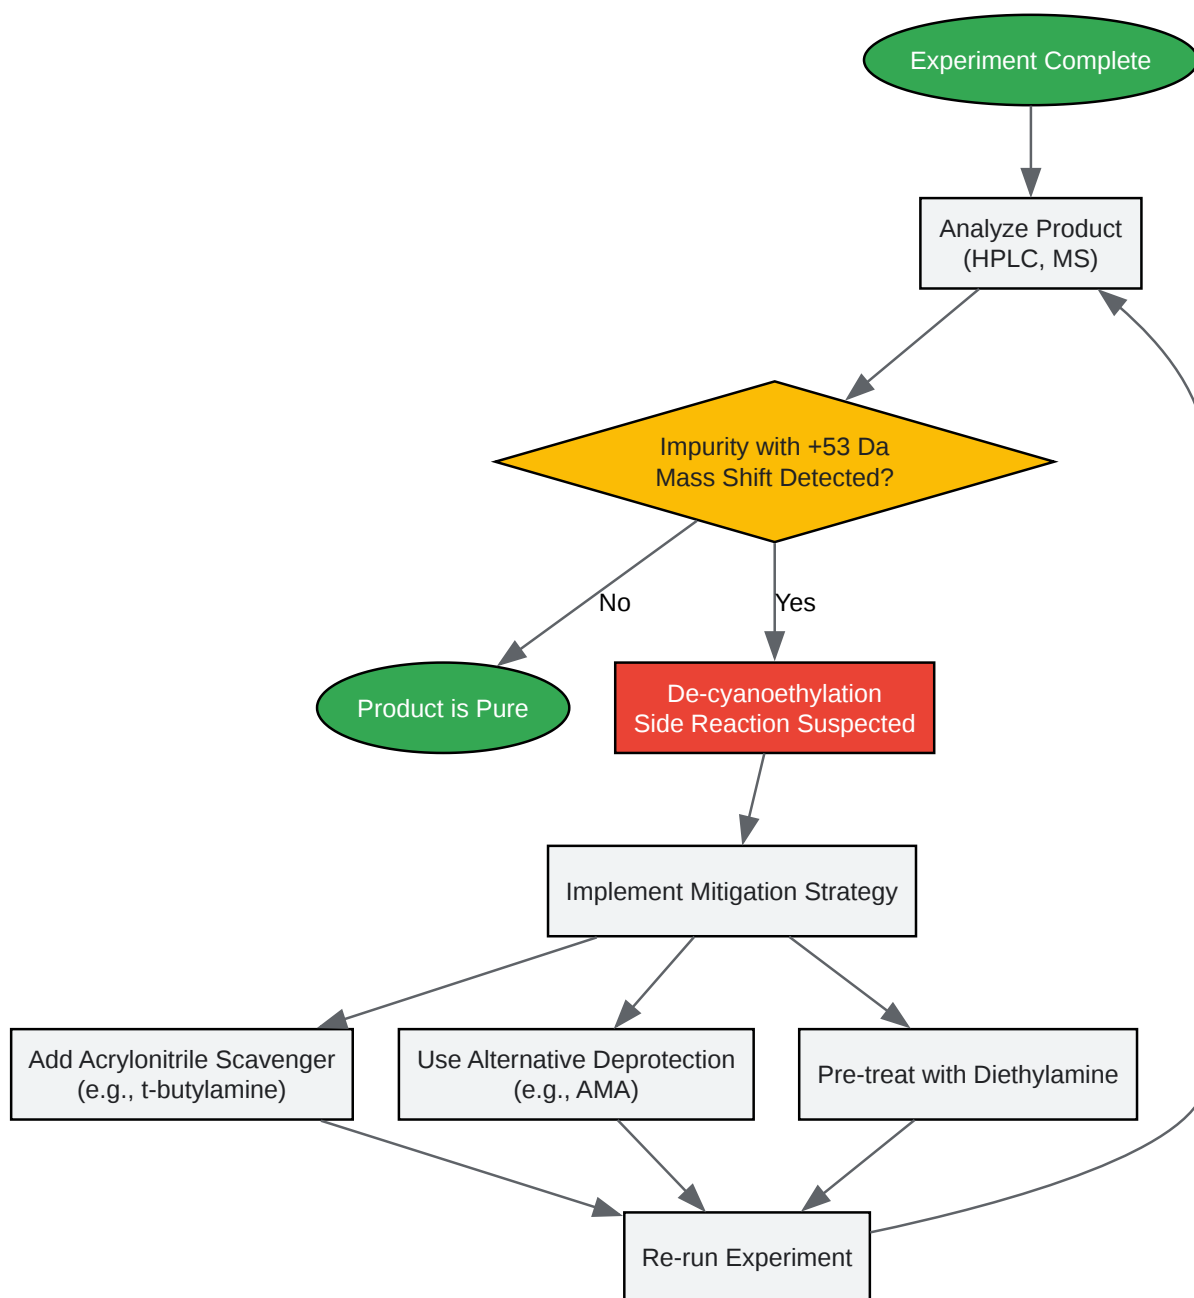 Experiment Complete
Analyze Product
(HPLC, MS)
Impurity with +53 Da
Mass Shift Detected?
No
Yes
Product is Pure
De-cyanoethylation
Side Reaction Suspected
Implement Mitigation Strategy
Add Acrylonitrile Scavenger
(e.g., t-butylamine)
Use Alternative Deprotection
(e.g., AMA)
Pre-treat with Diethylamine
Re-run Experiment